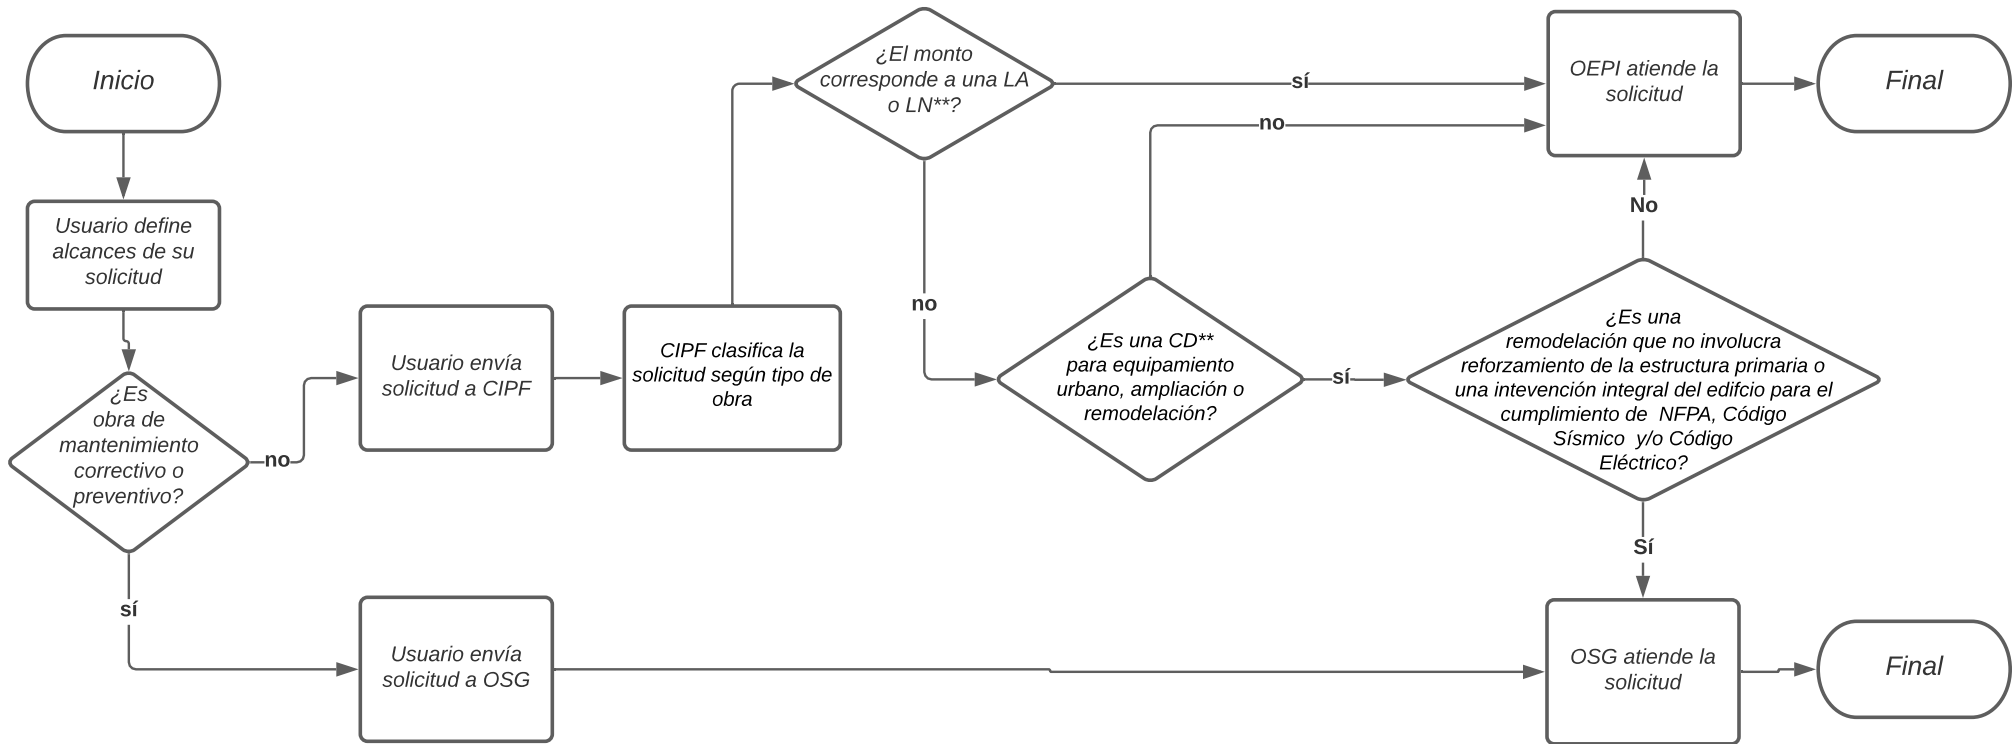 Inicio
Usuario define
alcances de su
solicitud
¿Es
obra de
mantenimiento
correctivo o
preventivo?
no
sí
Usuario envía
solicitud a CIPF
CIPF clasifica la
solicitud según tipo de
obra
Usuario envía
solicitud a OSG
¿El monto
corresponde a una LA
o LN**?
sí
no
¿Es una CD**
para equipamiento
urbano, ampliación o
remodelación?
no
sí
¿Es una
remodelación que no involucra
reforzamiento de la estructura primaria o
una intevención integral del edifcio para el
cumplimiento de  NFPA, Código
Sísmico  y/o Código
Eléctrico?
No
Sí
OEPI atiende la
solicitud
Final
OSG atiende la
solicitud
Final